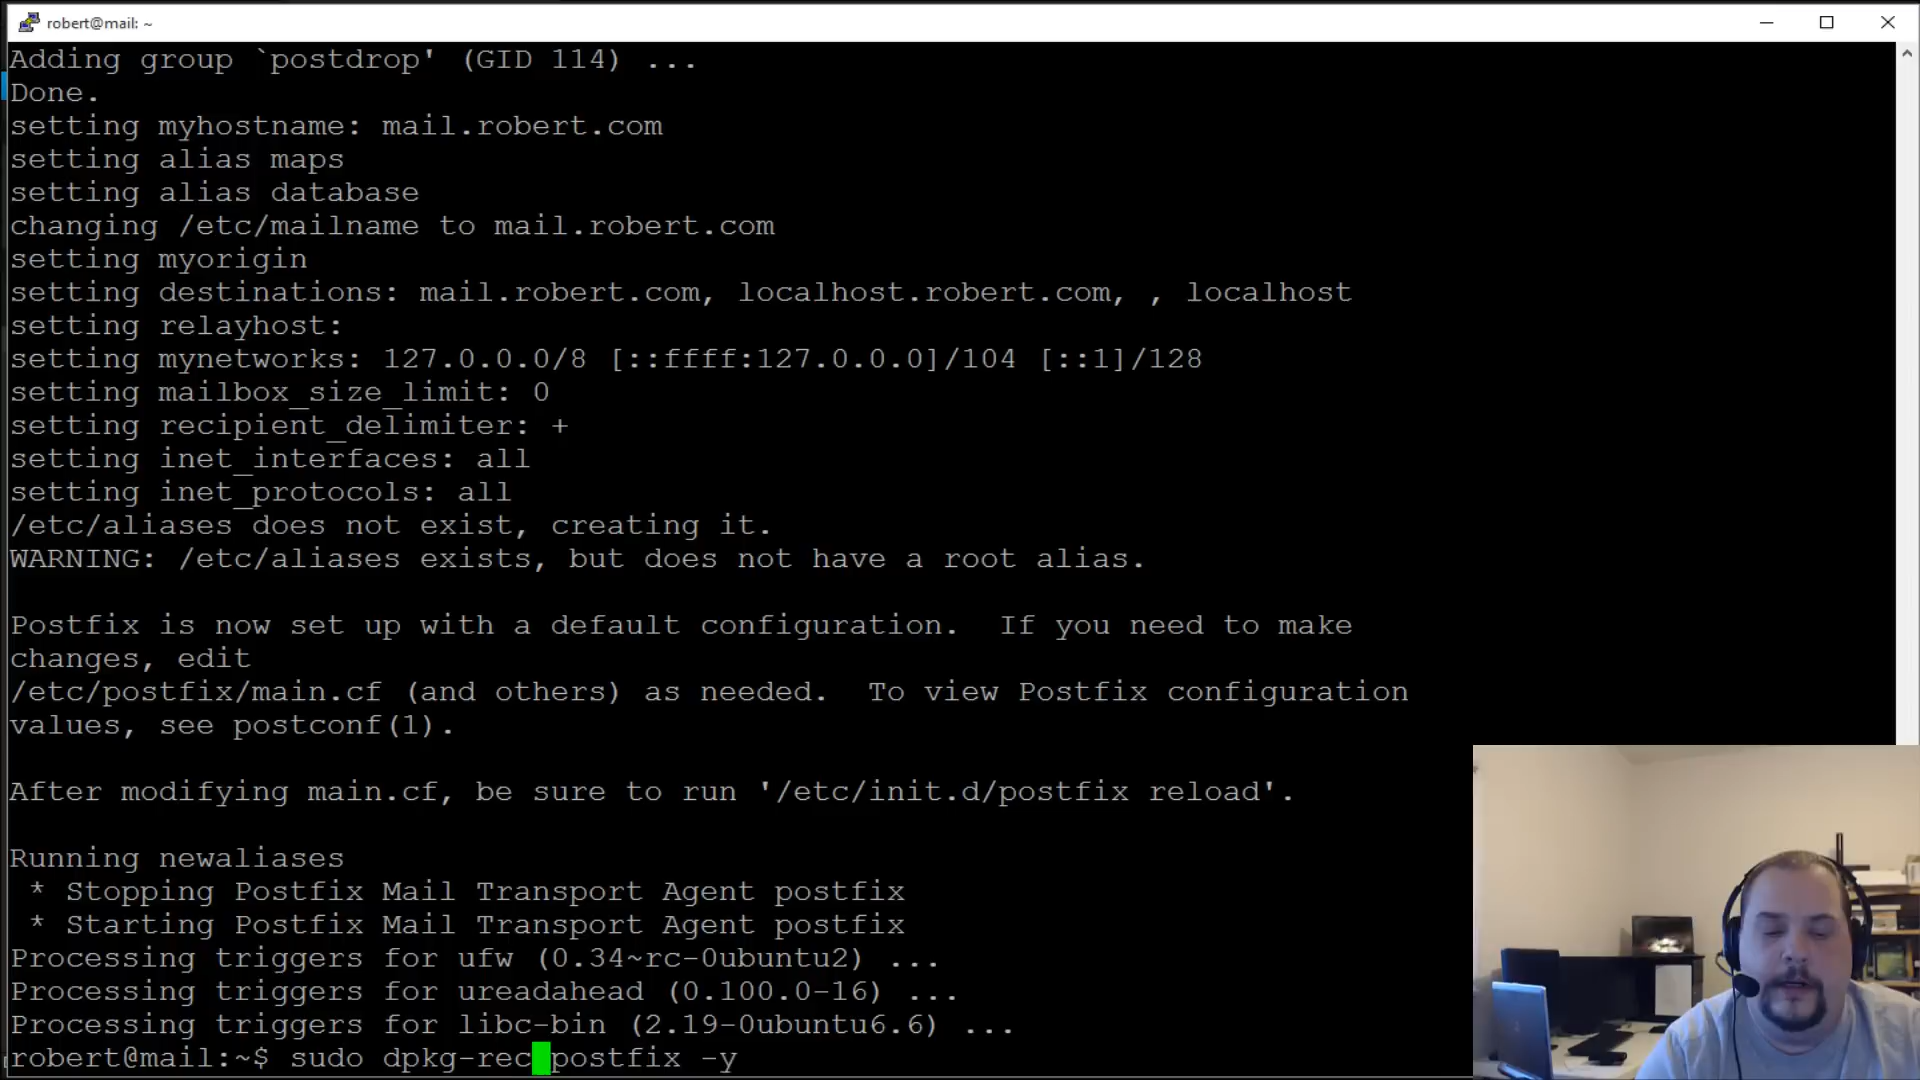 robert@mail: ~
Adding group `postdrop' (GID 114) ...
Done.
setting myhostname: mail.robert.com
setting alias maps
setting alias database
changing /etc/mailname to mail.robert.com
setting myorigin
setting destinations: mail.robert.com, localhost.robert.com, , localhost
setting relayhost:
setting mynetworks: 127.0.0.0/8 [::ffff:127.0.0.0]/104 [::1]/128
setting mailbox_size_limit: 0
setting recipient_delimiter: +
setting inet_interfaces: all
setting inet_protocols: all
/etc/aliases does not exist, creating it.
WARNING: /etc/aliases exists, but does not have a root alias.
Postfix is now set up with a default configuration.  If you need to make
changes, edit
/etc/postfix/main.cf (and others) as needed.  To view Postfix configuration
values, see postconf(1).
After modifying main.cf, be sure to run '/etc/init.d/postfix reload'.
Running newaliases
* Stopping Postfix Mail Transport Agent postfix
* Starting Postfix Mail Transport Agent postfix
Processing triggers for ufw (0.34~rc-0ubuntu2) ...
Processing triggers for ureadahead (0.100.0-16) ...
Processing triggers for libc-bin (2.19-0ubuntu6.6) ...
robert@mail:~$ sudo dpkg-rec postfix -y